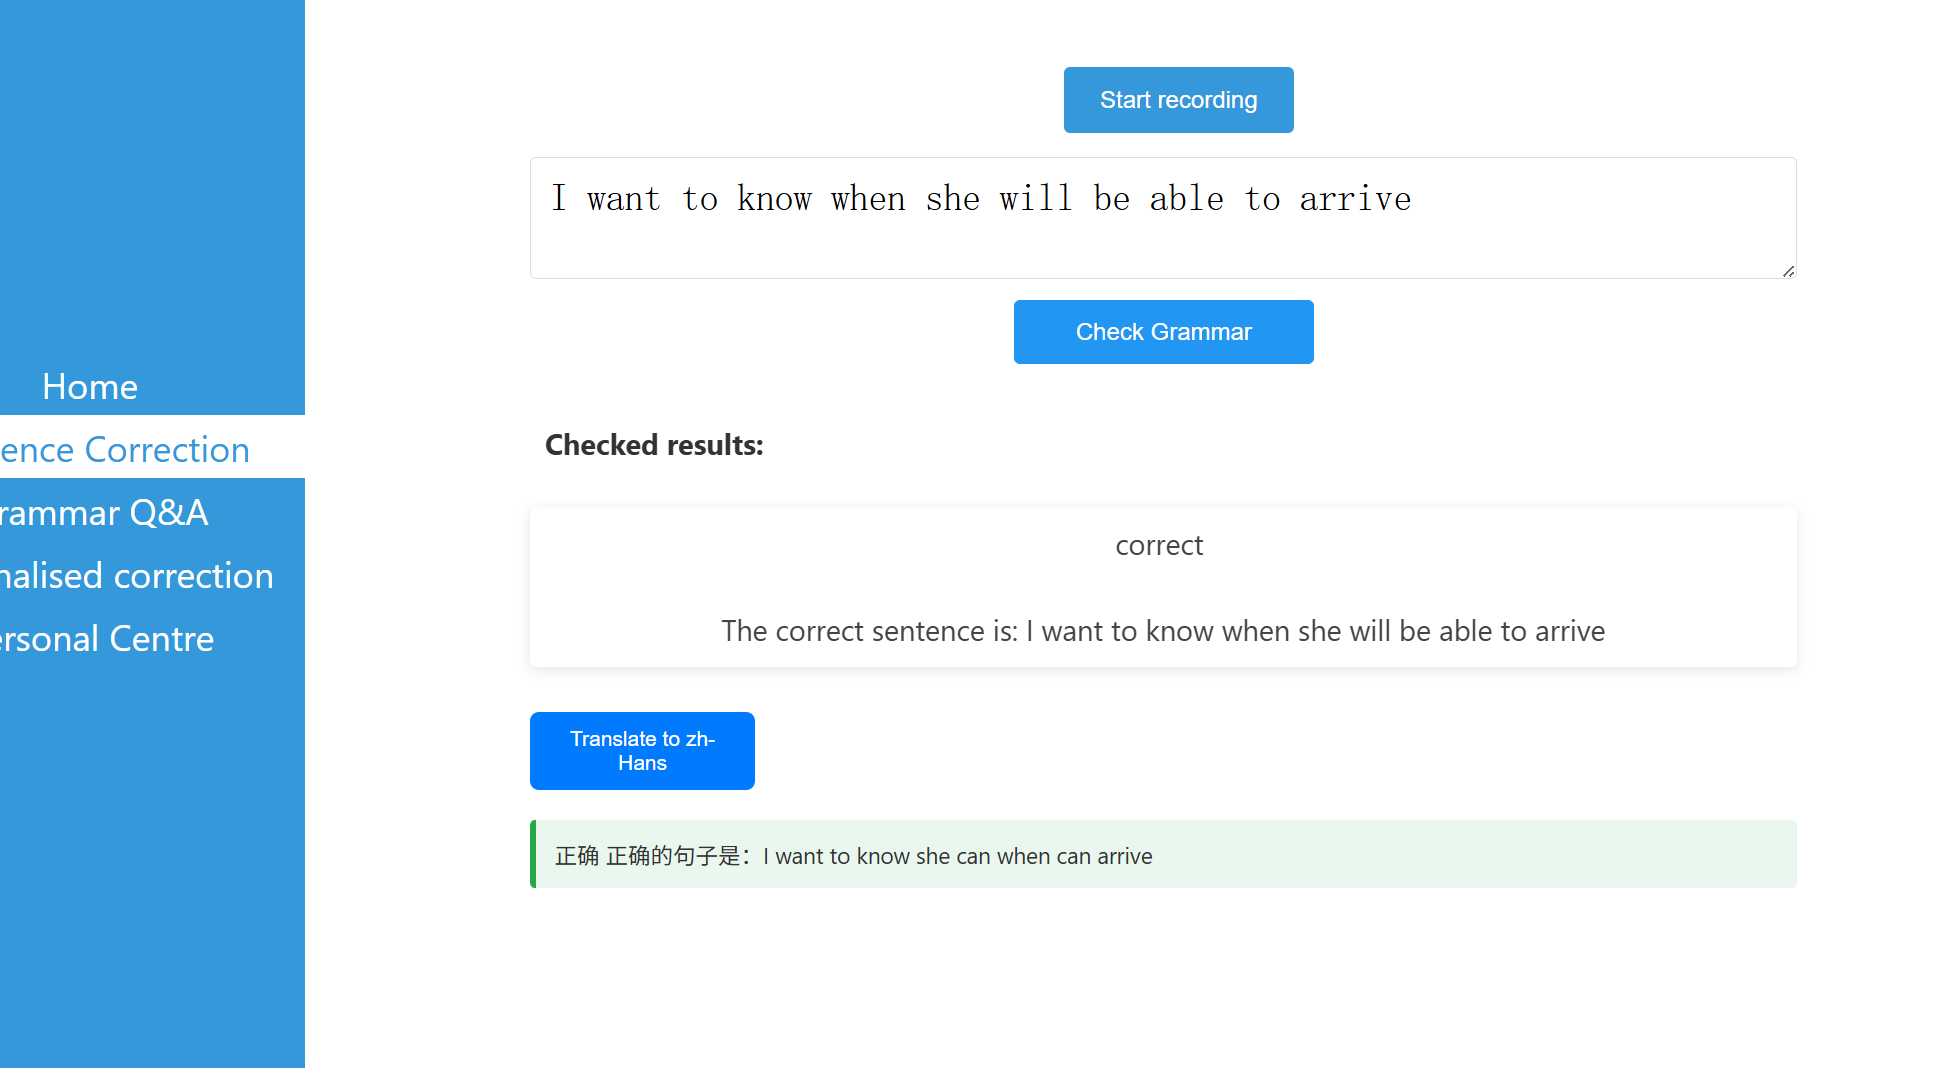 Start recording
I want to know when she will be able to arrive
Check Grammar
Home
ence Correction
rammar Q&A
nalised correction
ersonal Centre
Checked results:
correct
The correct sentence is: I want to know when she will be able to arrive
Translate to zh-
Hans
正确 正确的句子是：I want to know she can when can arrive